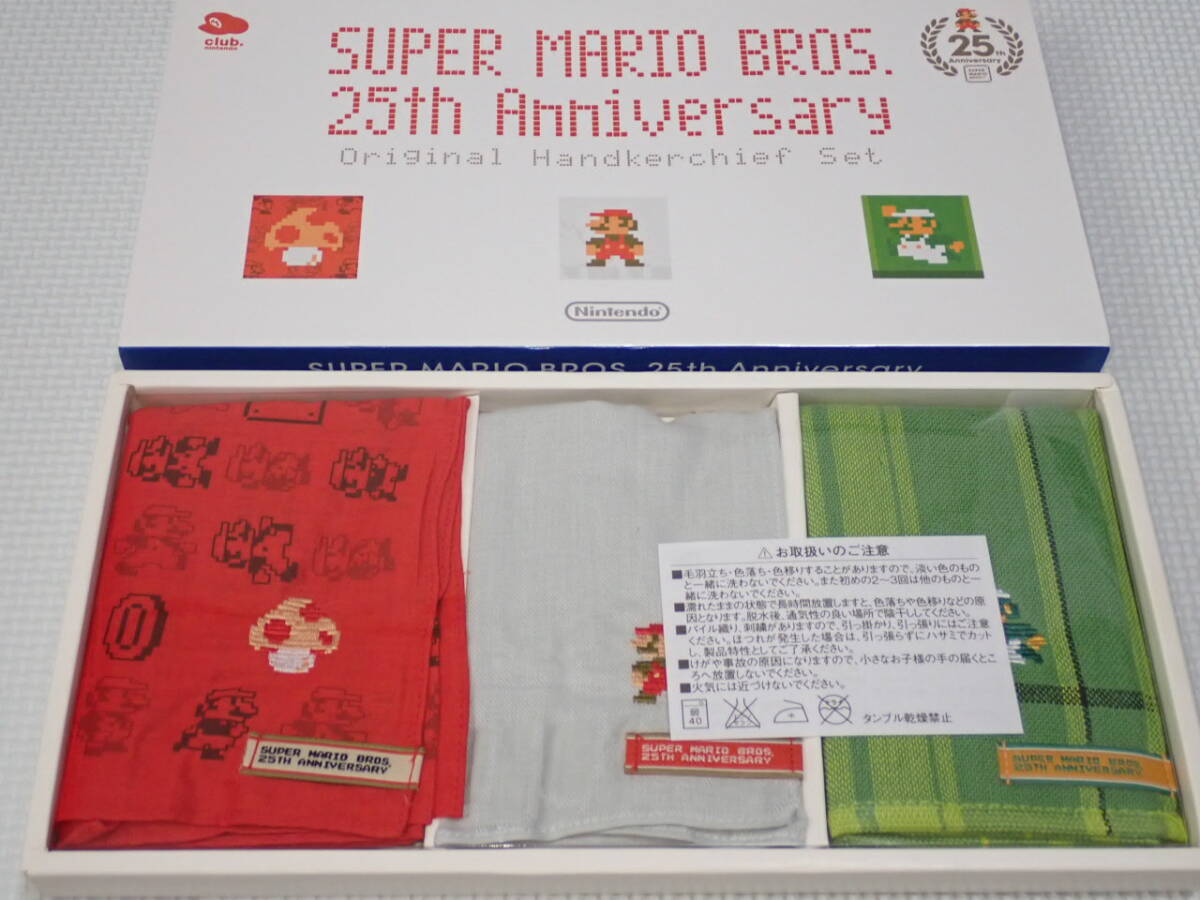 club.
nintendo
SUPER MARIO BROS.
25th Anniversary
Original Handkerchief Set
25th
Anniversary
SUPER MARIO
Nintendo
SUPER MARIO BROS. 25th Anniversary
⚠お取扱いのご注意
■毛羽立ち・色落ち・色移りすることがありますので、淡い色のもの
と一緒に洗わないでください。また初めの2～3回は他のものと一
緒に洗わないでください。
■濡れたままの状態で長時間放置しますと、色落ちや色移りなどの原
因となります。脱水後、通気性の良い場所で陰干ししてください。
■パイル織り、刺繍がありますので、引っ掛かり、引っ張りにはご注意
ください。ほつれが発生した場合は、引っ張らずにハサミでカット
し、製品特性としてご了承ください。
■けがや事故の原因になりますので、小さなお子様の手の届くとこ
ろへ放置しないでください。
■火気には近づけないでください。
40
タンブル乾燥禁止
SUPER MARIO BROS.
25TH ANNIVERSARY
SUPER MARIO BROS.
25TH ANNIVERSARY
SUPER MARIO BROS.
25TH ANNIVERSARY